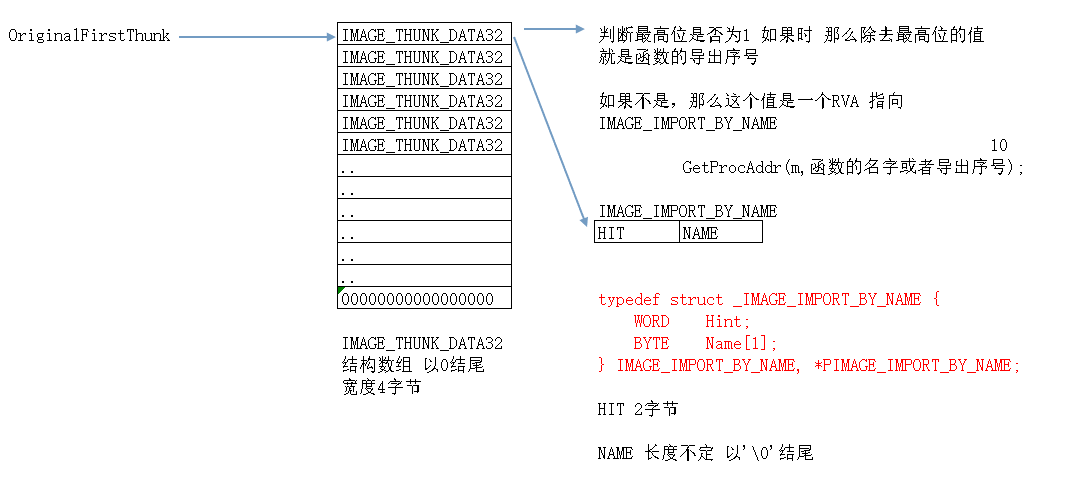 OriginalFirstThunk
IMAGE_THUNK_DATA32
IMAGE_THUNK_DATA32
IMAGE_THUNK_DATA32
IMAGE_THUNK_DATA32
IMAGE_THUNK_DATA32
IMAGE_THUNK_DATA32
..
..
..
..
..
..
000000000000000000
IMAGE_THUNK_DATA32
结构数组 以0结尾
宽度4字节
判断最高位是否为1 如果时 那么除去最高位的值
就是函数的导出序号
如果不是，那么这个值是一个RVA 指向
IMAGE_IMPORT_BY_NAME
10
GetProcAddr(m,函数的名字或者导出序号);
IMAGE_IMPORT_BY_NAME
HIT NAME
typedef struct _IMAGE_IMPORT_BY_NAME {
WORD Hint;
BYTE Name[1];
} IMAGE_IMPORT_BY_NAME, *PIMAGE_IMPORT_BY_NAME;
HIT 2字节
NAME 长度不定 以'\0'结尾